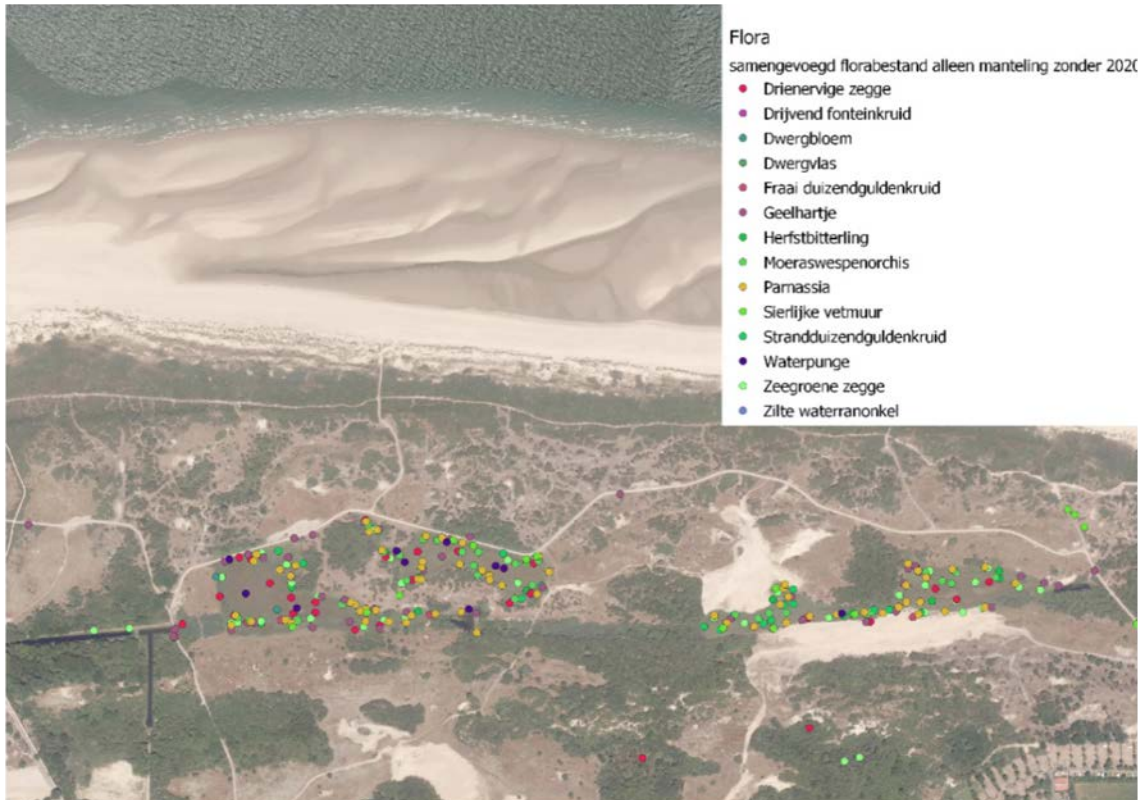 Flora
samengevoegd florabestand alleen manteling zonder 2020
Drienervige zegge
Drijvend fonteinkruid
Dwergbloem
Dwergvlas
Fraai duizendguldenkruid
Geelhartje
Herfstbitterling
Moeraswespenorchis
Parnassia
Sierlijke vetmuur
Strandduizendguldenkruid
Waterpunge
Zeegroene zegge
Zilte waterranonkel